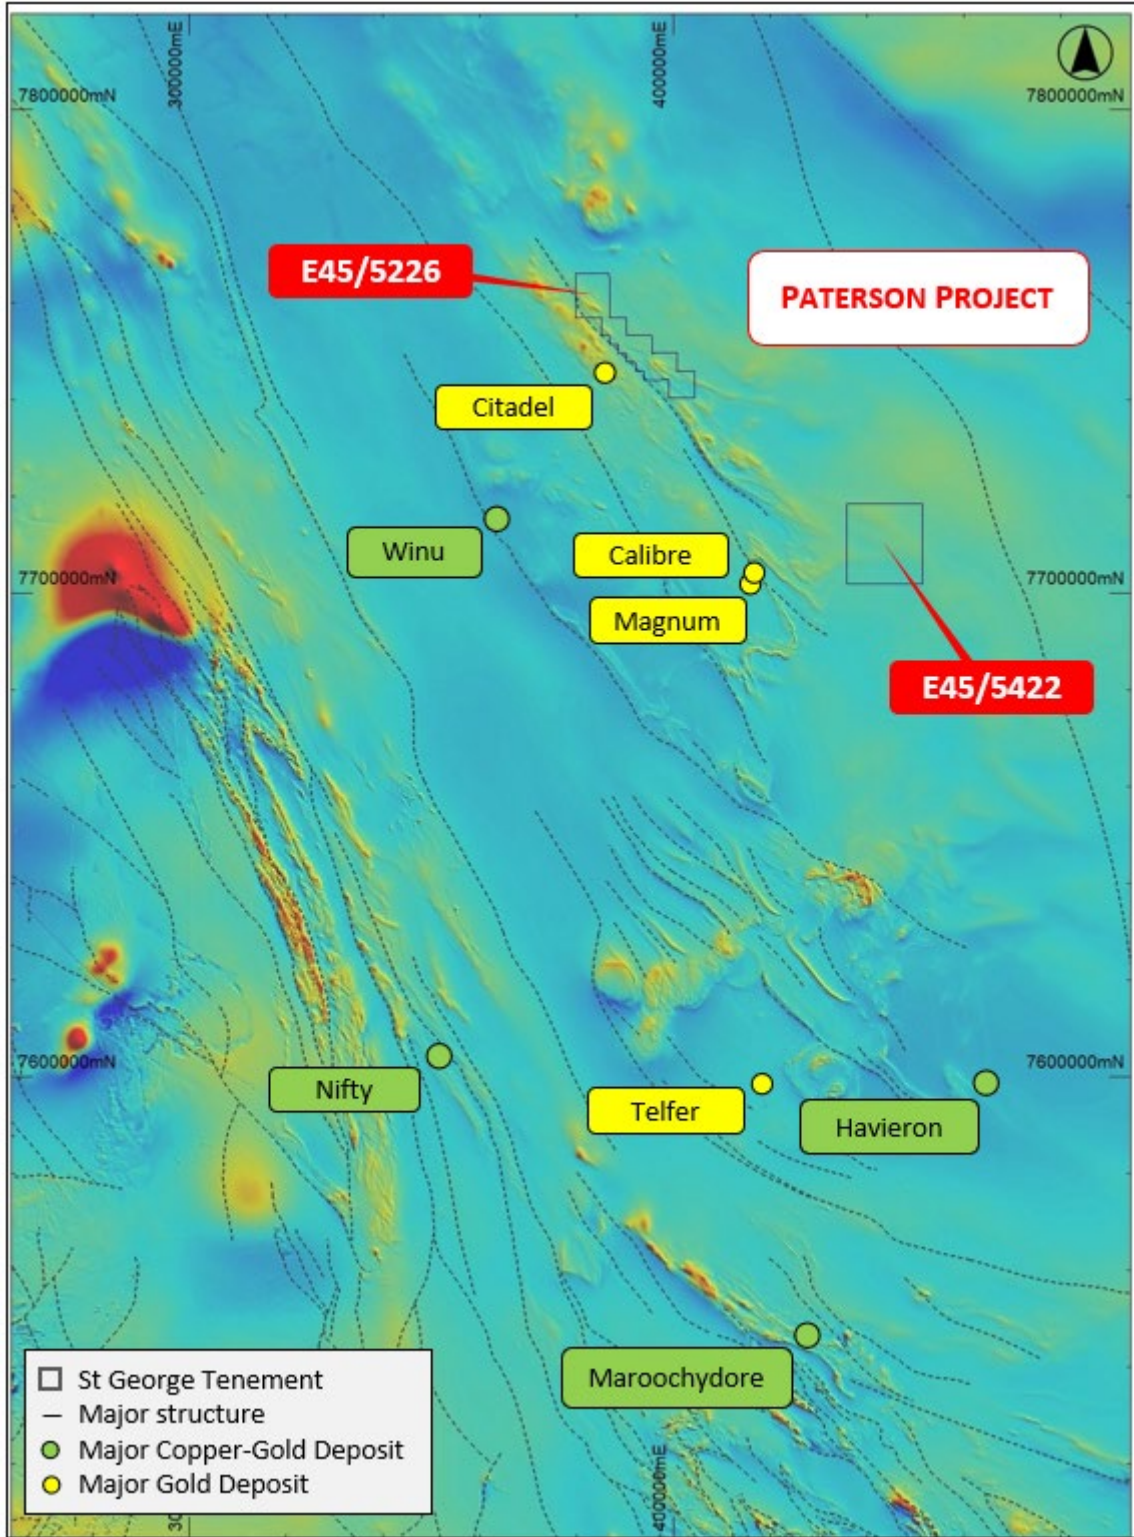 300000mE
400000mE
7800000mN
7800000mN
E45/5226
PATERSON PROJECT
Citadel
Winu
Calibre
7700000mN
7700000mN
Magnum
E45/5422
7600000mN
7600000mN
Nifty
Telfer
Havieron
Maroochydore
St George Tenement
Major structure
Major Copper-Gold Deposit
Major Gold Deposit
400000mE
30